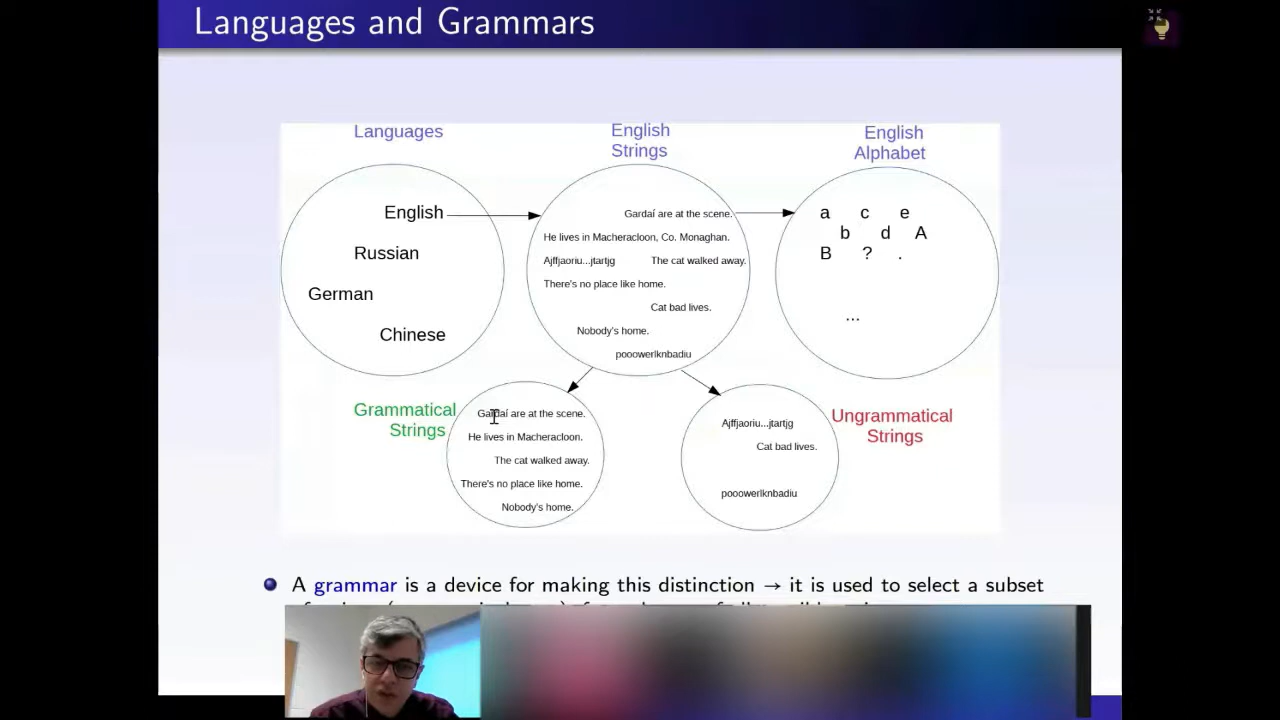 Languages and Grammars
Languages
English
Russian
German
Chinese
English
Strings
Gardaí are at the scene.
He lives in Macheracloon, Co. Monaghan.
Ajffjaoriu...jtartjg The cat walked away.
There's no place like home.
Cat bad lives.
Nobody's home.
pooowerlknbadiu
English
Alphabet
a c e
b d A
B ? .
...
Grammatical
Strings
Gardaí are at the scene.
He lives in Macheracloon.
The cat walked away.
There's no place like home.
Nobody's home.
Ajffjaoriu...jtartjg
Cat bad lives.
pooowerlknbadiu
Ungrammatical
Strings
A grammar is a device for making this distinction → it is used to select a subset